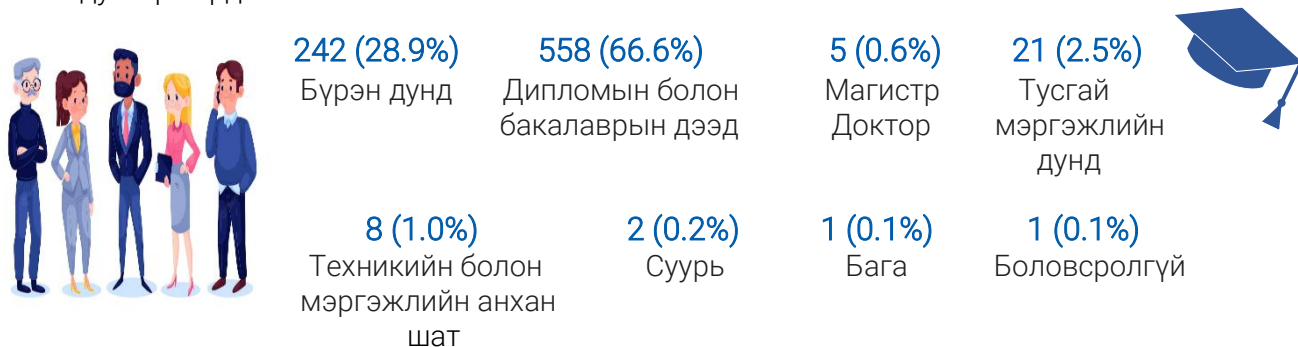 242 (28.9%)
Бүрэн дунд
558 (66.6%)
Дипломын болон
бакалаврын дээд
5 (0.6%)
Магистр
Доктор
21 (2.5%)
Тусгай
мэргэжлийн
дунд
8 (1.0%)
Техникийн болон
мэргэжлийн анхан
шат
2 (0.2%)
Суурь
1 (0.1%)
Бага
1 (0.1%)
Боловсролгүй